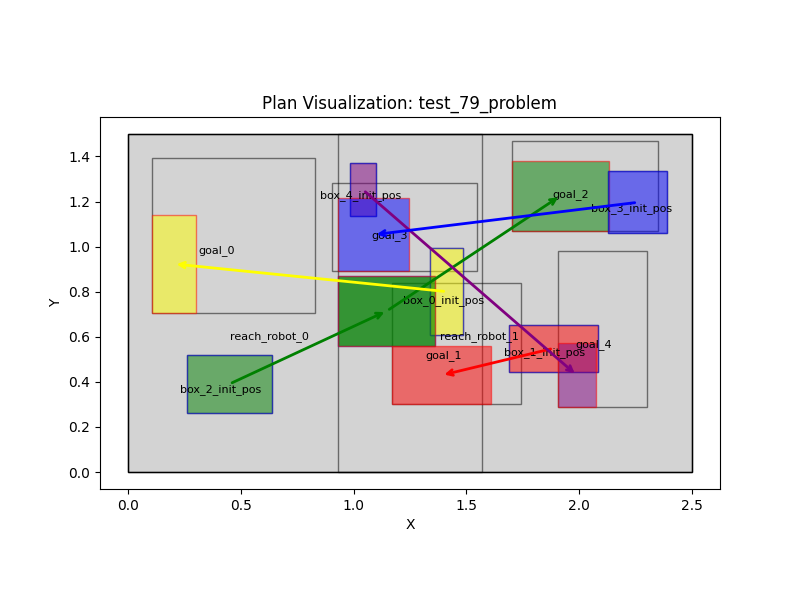 Plan Visualization: test_79_problem
1.4
1.2
1.0
0.8
0.6
0.4
0.2
0.0
Y
box_4_init_pos
goal_2
box_3_init_pos
goal_3
goal_0
box_0_init_pos
reach_robot_0
reach_robot_1
goal_4
goal_1
box_1_init_pos
box_2_init_pos
0.0 0.5 1.0 1.5 2.0 2.5
X